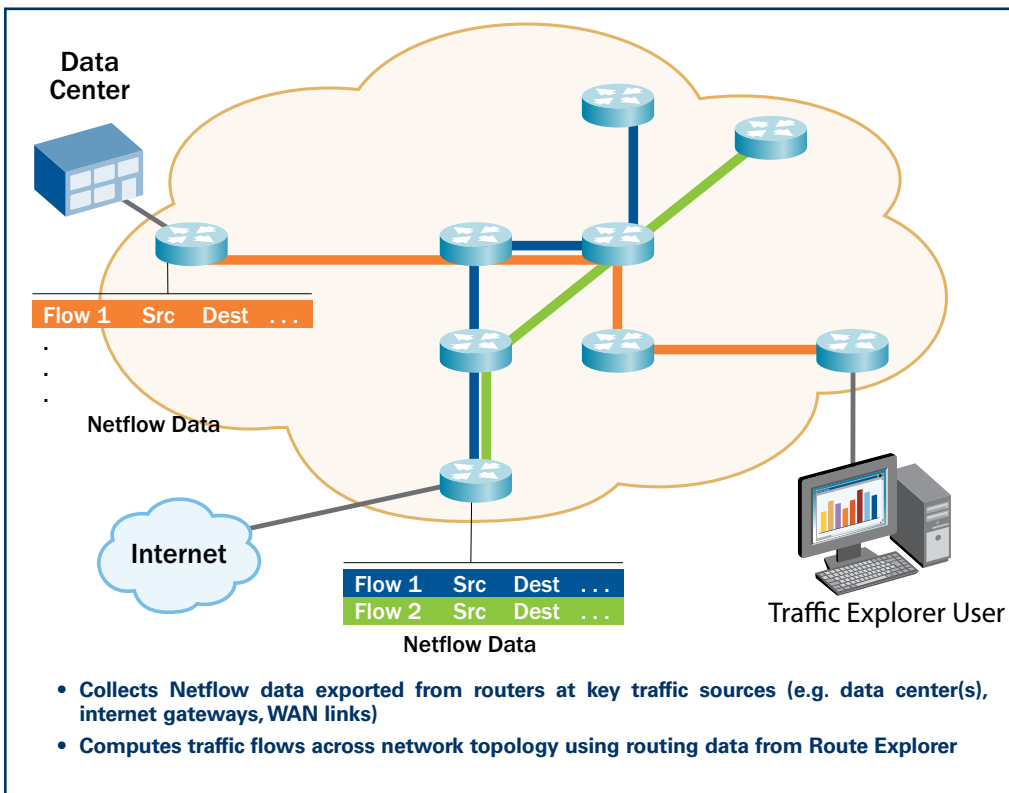 Data
Center
Flow 1 Src Dest . . .
.
.
.
Netflow Data
Internet
Flow 1 Src Dest . . .
Flow 2 Src Dest . . .
Netflow Data
Traffic Explorer User
• Collects Netflow data exported from routers at key traffic sources (e.g. data center(s),
internet gateways, WAN links)
• Computes traffic flows across network topology using routing data from Route Explorer